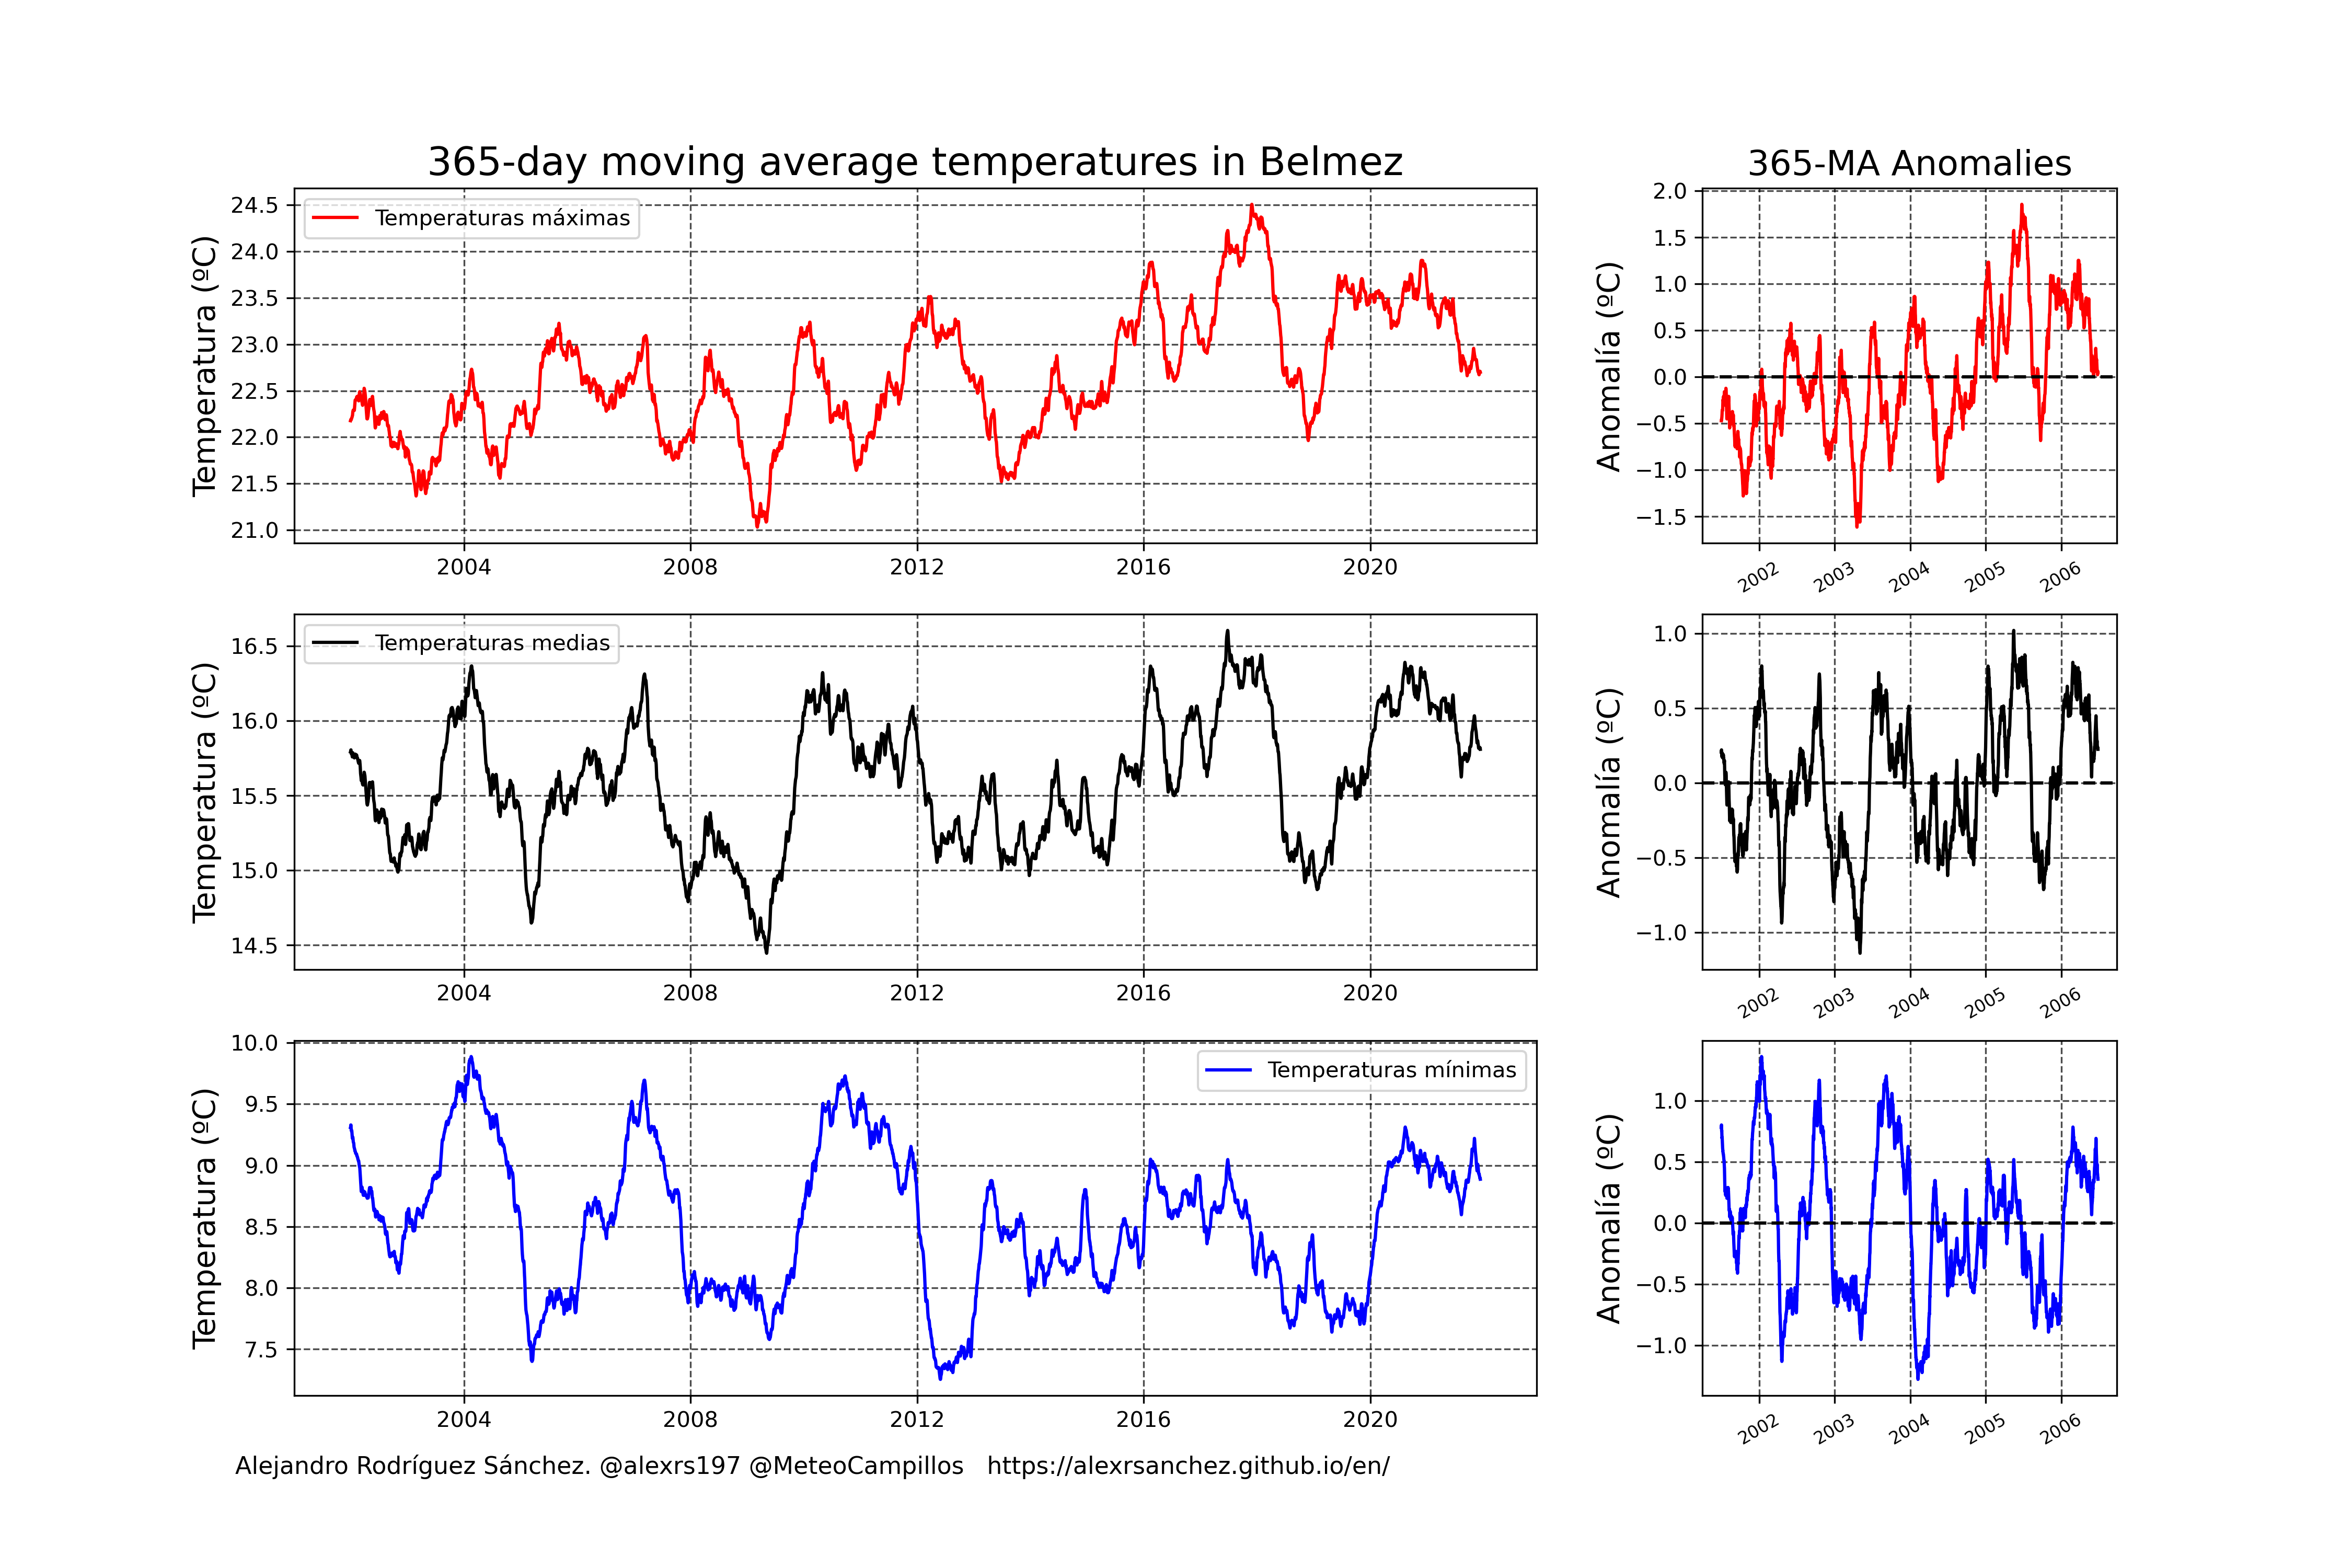 365-day moving average temperatures in Belmez
365-MA Anomalies
Temperatura (ºC)
24.5
24.0
23.5
23.0
22.5
22.0
21.5
21.0
Temperaturas máximas
2004 2008 2012 2016 2020
Anomalía (ºC)
2.0
1.5
1.0
0.5
0.0
−0.5
−1.0
−1.5
2002 2003 2004 2005 2006
Temperatura (ºC)
16.5
16.0
15.5
15.0
14.5
Temperaturas medias
2004 2008 2012 2016 2020
Anomalía (ºC)
1.0
0.5
0.0
−0.5
−1.0
2002 2003 2004 2005 2006
Temperatura (ºC)
10.0
9.5
9.0
8.5
8.0
7.5
Temperaturas mínimas
2004 2008 2012 2016 2020
Anomalía (ºC)
1.0
0.5
0.0
−0.5
−1.0
2002 2003 2004 2005 2006
Alejandro Rodríguez Sánchez. @alexrs197 @MeteoCampillos https://alexrsanchez.github.io/en/